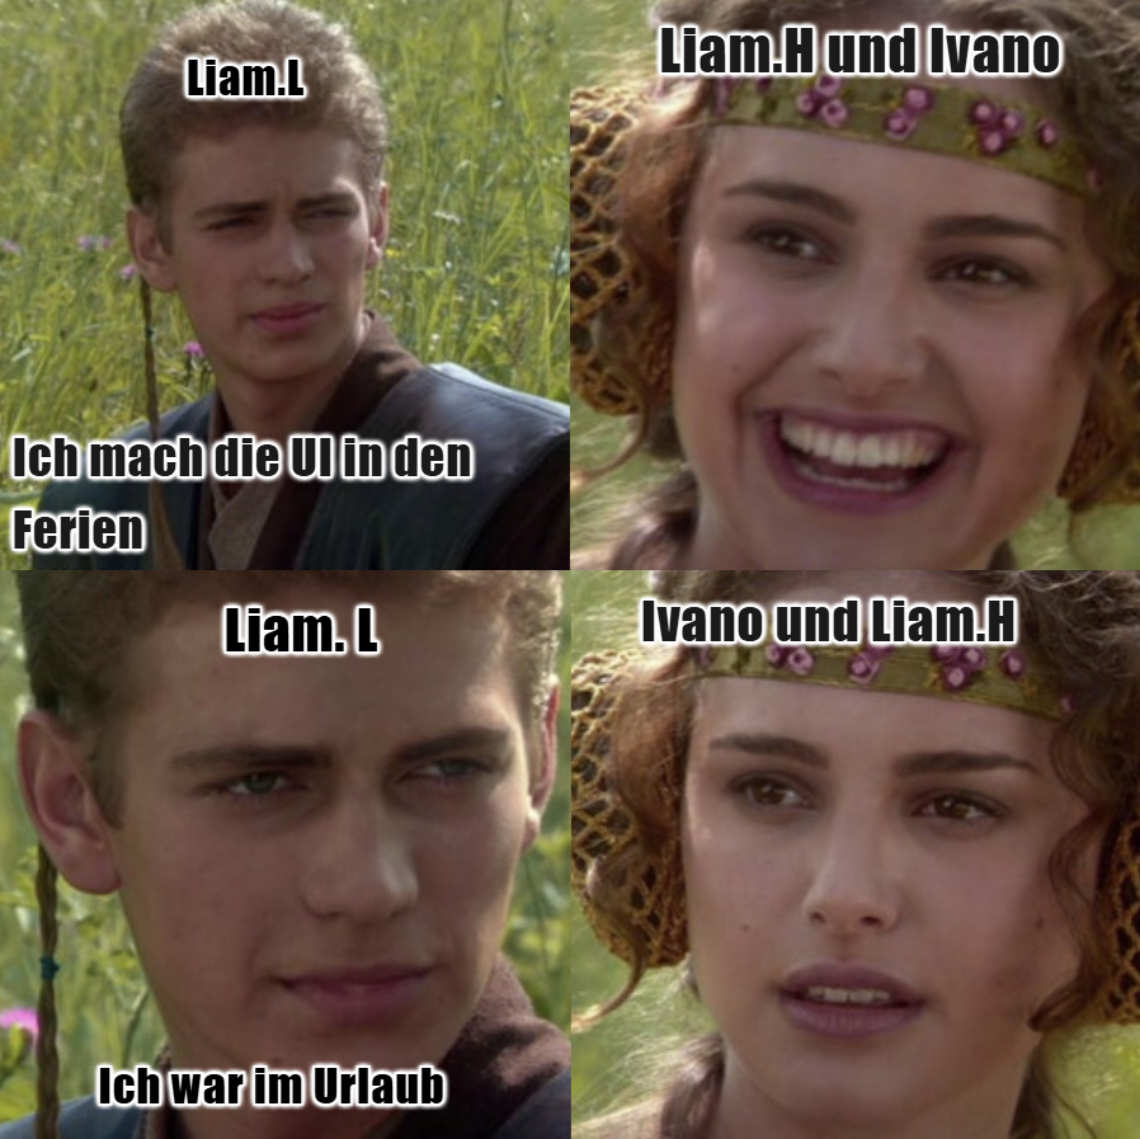 Liam.L
Liam.H und Ivano
Ich mach die UI in den
Ferien
Liam. L
Ivano und Liam.H
Ich war im Urlaub